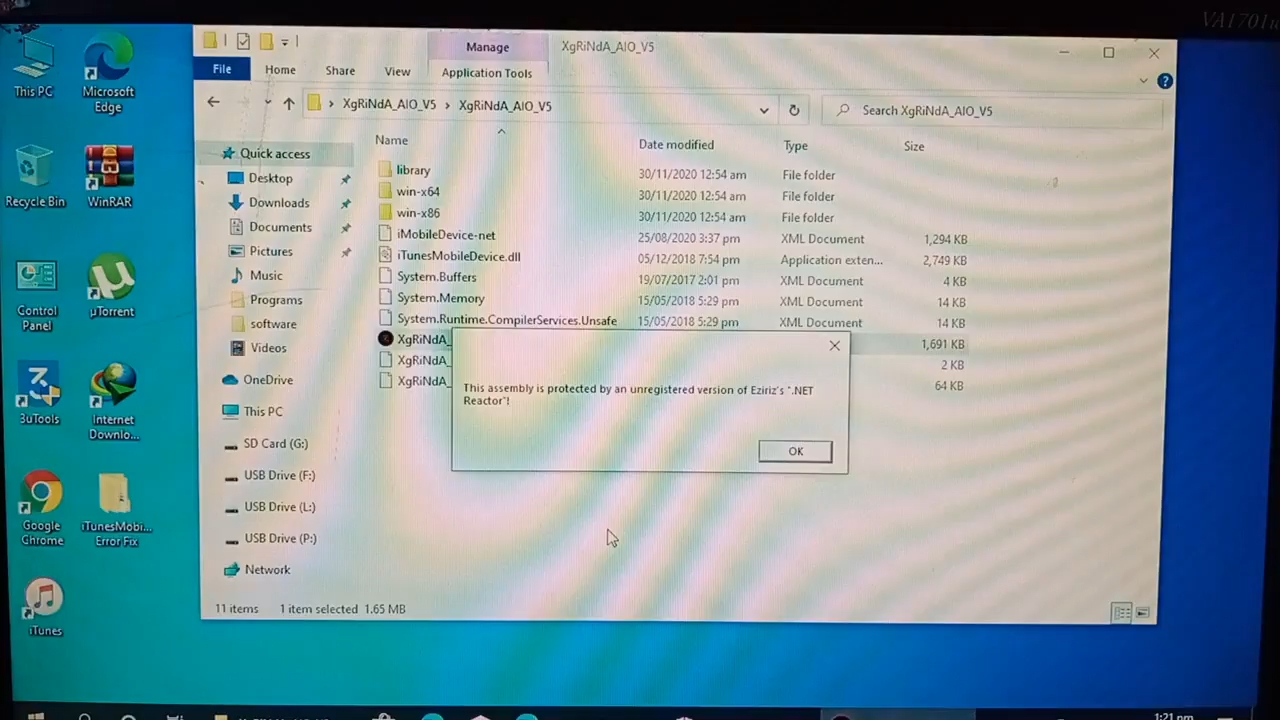 VA1701w
Manage
XgRiNdA_AIO_V5
File
Home
Share
View
Application Tools
XgRiNdA_AIO_V5 › XgRiNdA_AIO_V5
Search XgRiNdA_AIO_V5
Name
Date modified
Type
Size
Quick access
Desktop
Downloads
Documents
Pictures
Music
Programs
software
Videos
OneDrive
This PC
SD Card (G:)
USB Drive (F:)
USB Drive (L:)
USB Drive (P:)
Network
library 30/11/2020 12:54 am File folder
win-x64 30/11/2020 12:54 am File folder
win-x86 30/11/2020 12:54 am File folder
iMobileDevice-net 25/08/2020 3:37 pm XML Document 1,294 KB
iTunesMobileDevice.dll 05/12/2018 7:54 pm Application exten... 2,749 KB
System.Buffers 19/07/2017 2:01 pm XML Document 4 KB
System.Memory 15/05/2018 5:29 pm XML Document 14 KB
System.Runtime.CompilerServices.Unsafe 15/05/2018 5:29 pm XML Document 14 KB
XgRiNdA_ 1,691 KB
XgRiNdA_ 2 KB
XgRiNdA_ 64 KB
This assembly is protected by an unregistered version of Eziriz's ".NET
Reactor"!
OK
11 items
1 item selected 1.65 MB
This PC
Microsoft
Edge
Recycle Bin
WinRAR
Control
Panel
µTorrent
3uTools
Internet
Downlo...
Google
Chrome
iTunesMobi...
Error Fix
iTunes
1:21 pm